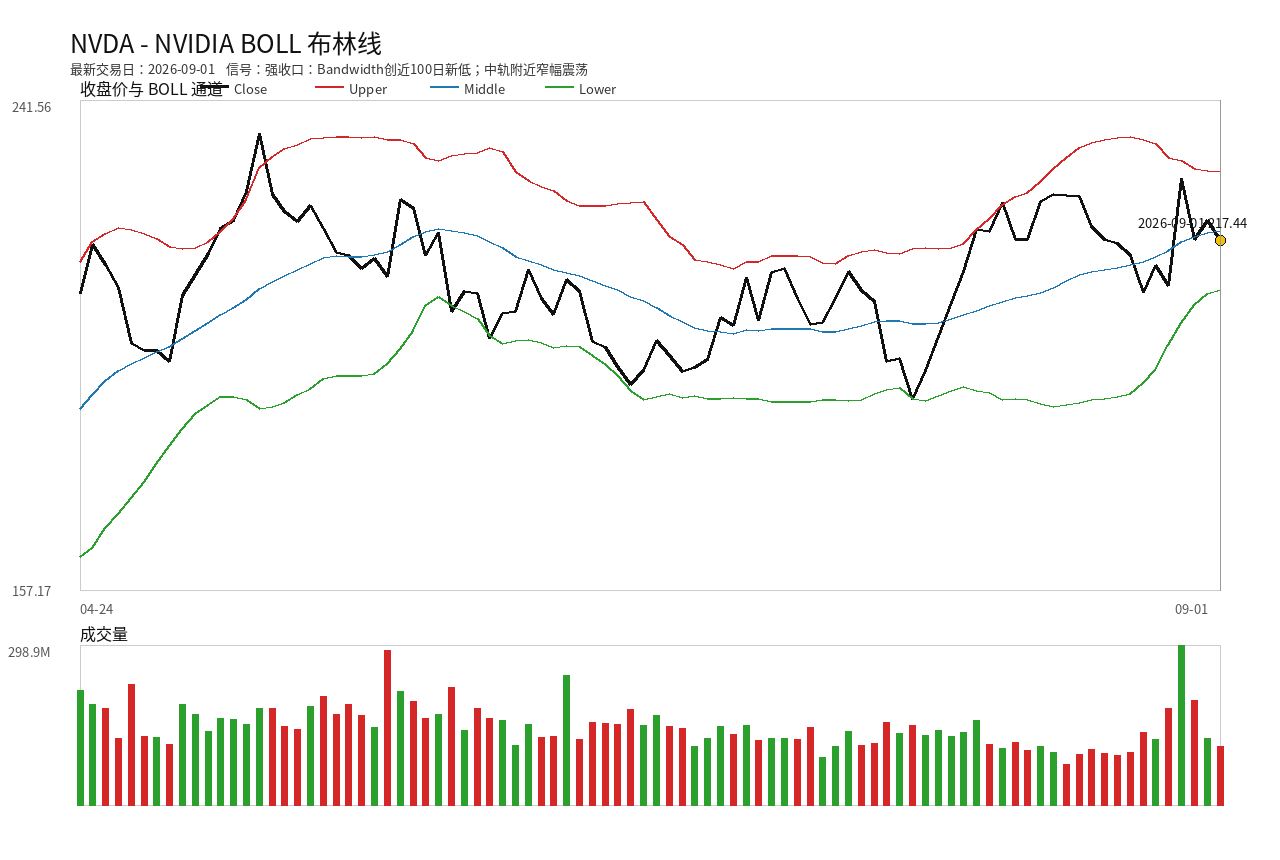 NVDA - NVIDIA BOLL 布林线
最新交易日：2026-09-01 信号：强收口：Bandwidth创近100日新低；中轨附近窄幅震荡
收盘价与 BOLL 通道 Close Upper Middle Lower
241.56
2026-09-01 217.44
157.17
04-24 09-01
成交量
298.9M